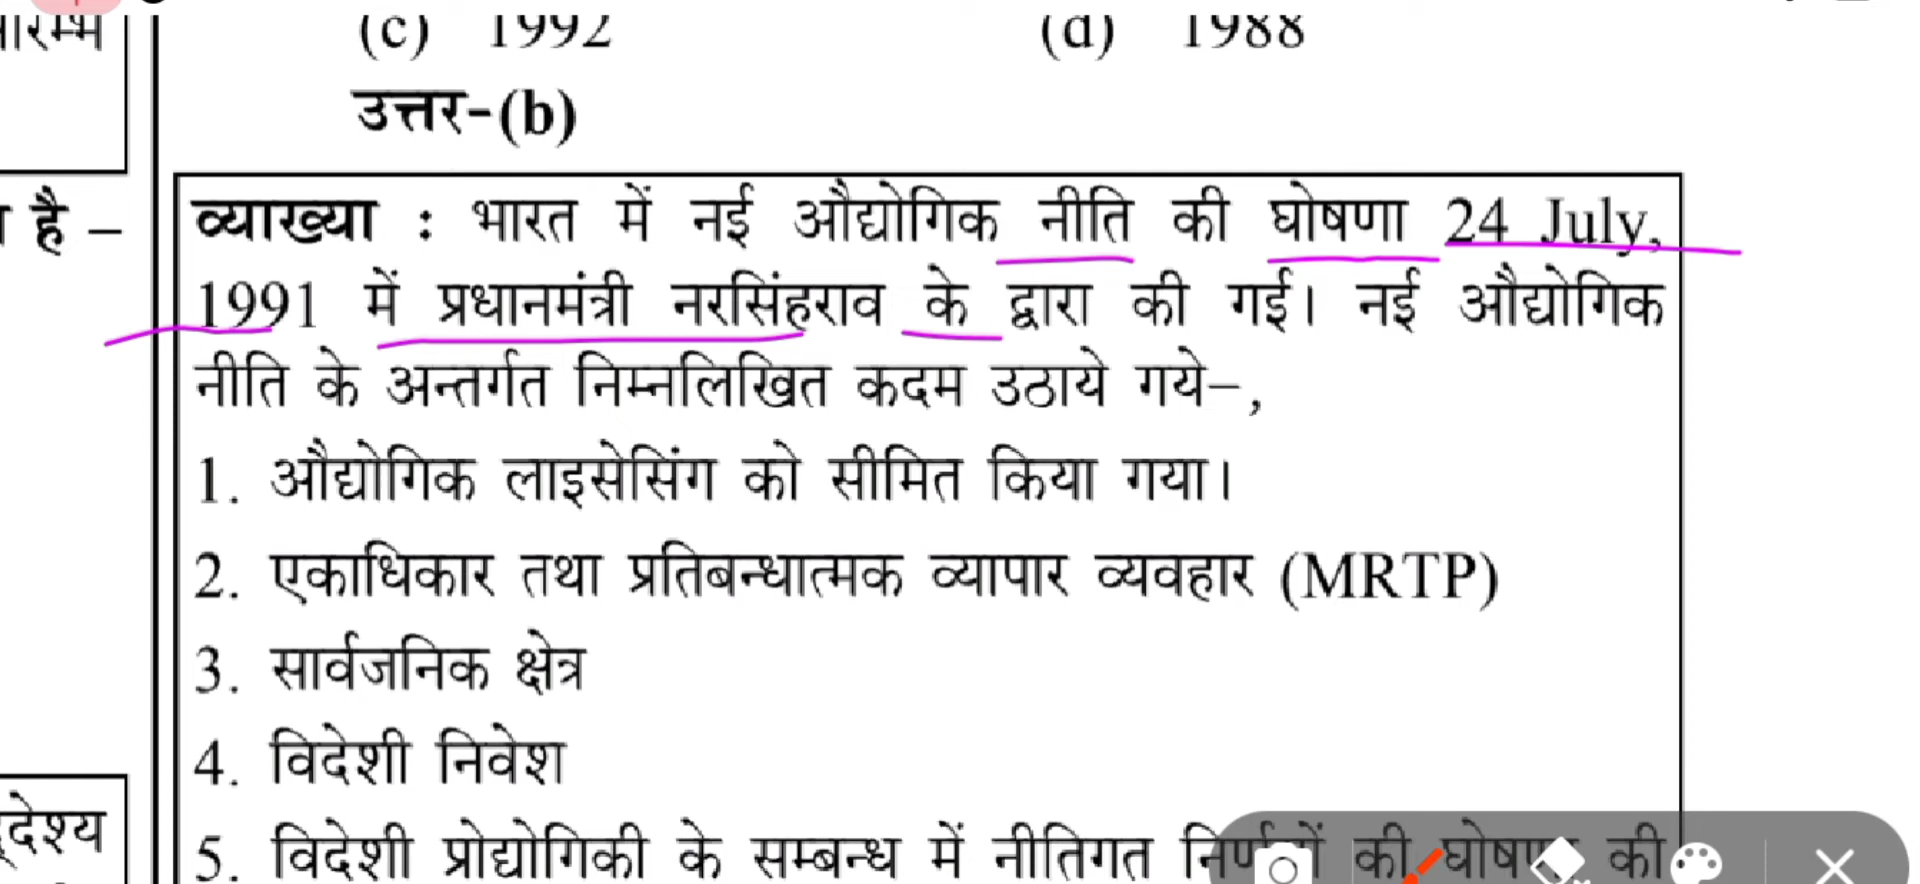 (c) 1992 (d) 1988
उत्तर-(b)
है –
व्याख्या : भारत में नई औद्योगिक नीति की घोषणा 24 July,
1991 में प्रधानमंत्री नरसिंहराव के द्वारा की गई। नई औद्योगिक
नीति के अन्तर्गत निम्नलिखित कदम उठाये गये–,
1. औद्योगिक लाइसेसिंग को सीमित किया गया।
2. एकाधिकार तथा प्रतिबन्धात्मक व्यापार व्यवहार (MRTP)
3. सार्वजनिक क्षेत्र
4. विदेशी निवेश
5. विदेशी प्रोद्योगिकी के सम्बन्ध में नीतिगत की की